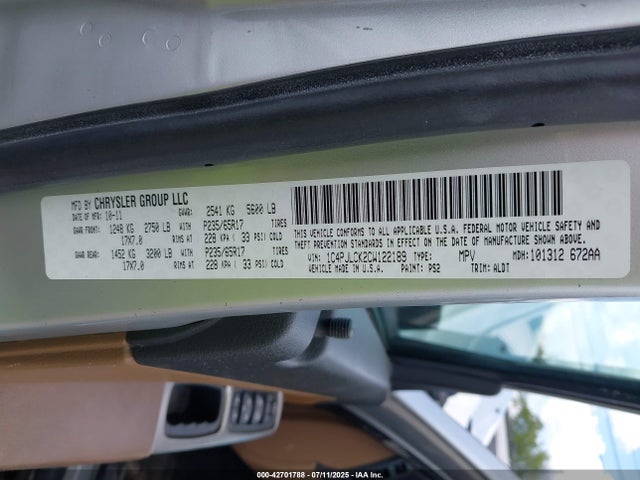 MFD BY CHRYSLER GROUP LLC
DATE OF MFR 10-11 GVWR: 2541 KG 5600 LB
GAWR FRONT: 1248 KG 2750 LB P235/65R17 TIRES
17X7.0 RIMS AT 228 KPA ( 33 PSI) COLD
GAWR REAR: 1452 KG 3200 LB P235/65R17 TIRES
17X7.0 RIMS AT 228 KPA ( 33 PSI) COLD
THIS VEHICLE CONFORMS TO ALL APPLICABLE U.S.A. FEDERAL MOTOR VEHICLE SAFETY AND
THEFT PREVENTION STANDARDS IN EFFECT ON THE DATE OF MANUFACTURE SHOWN ABOVE.
VIN: 1C4PJLCK2CW122189 TYPE: MPV MDH: 101312 672AA
VEHICLE MADE IN U.S.A. PAINT: PS2 TRIM: ALDT
000-42701788 - 07/11/2025 - IAA Inc.